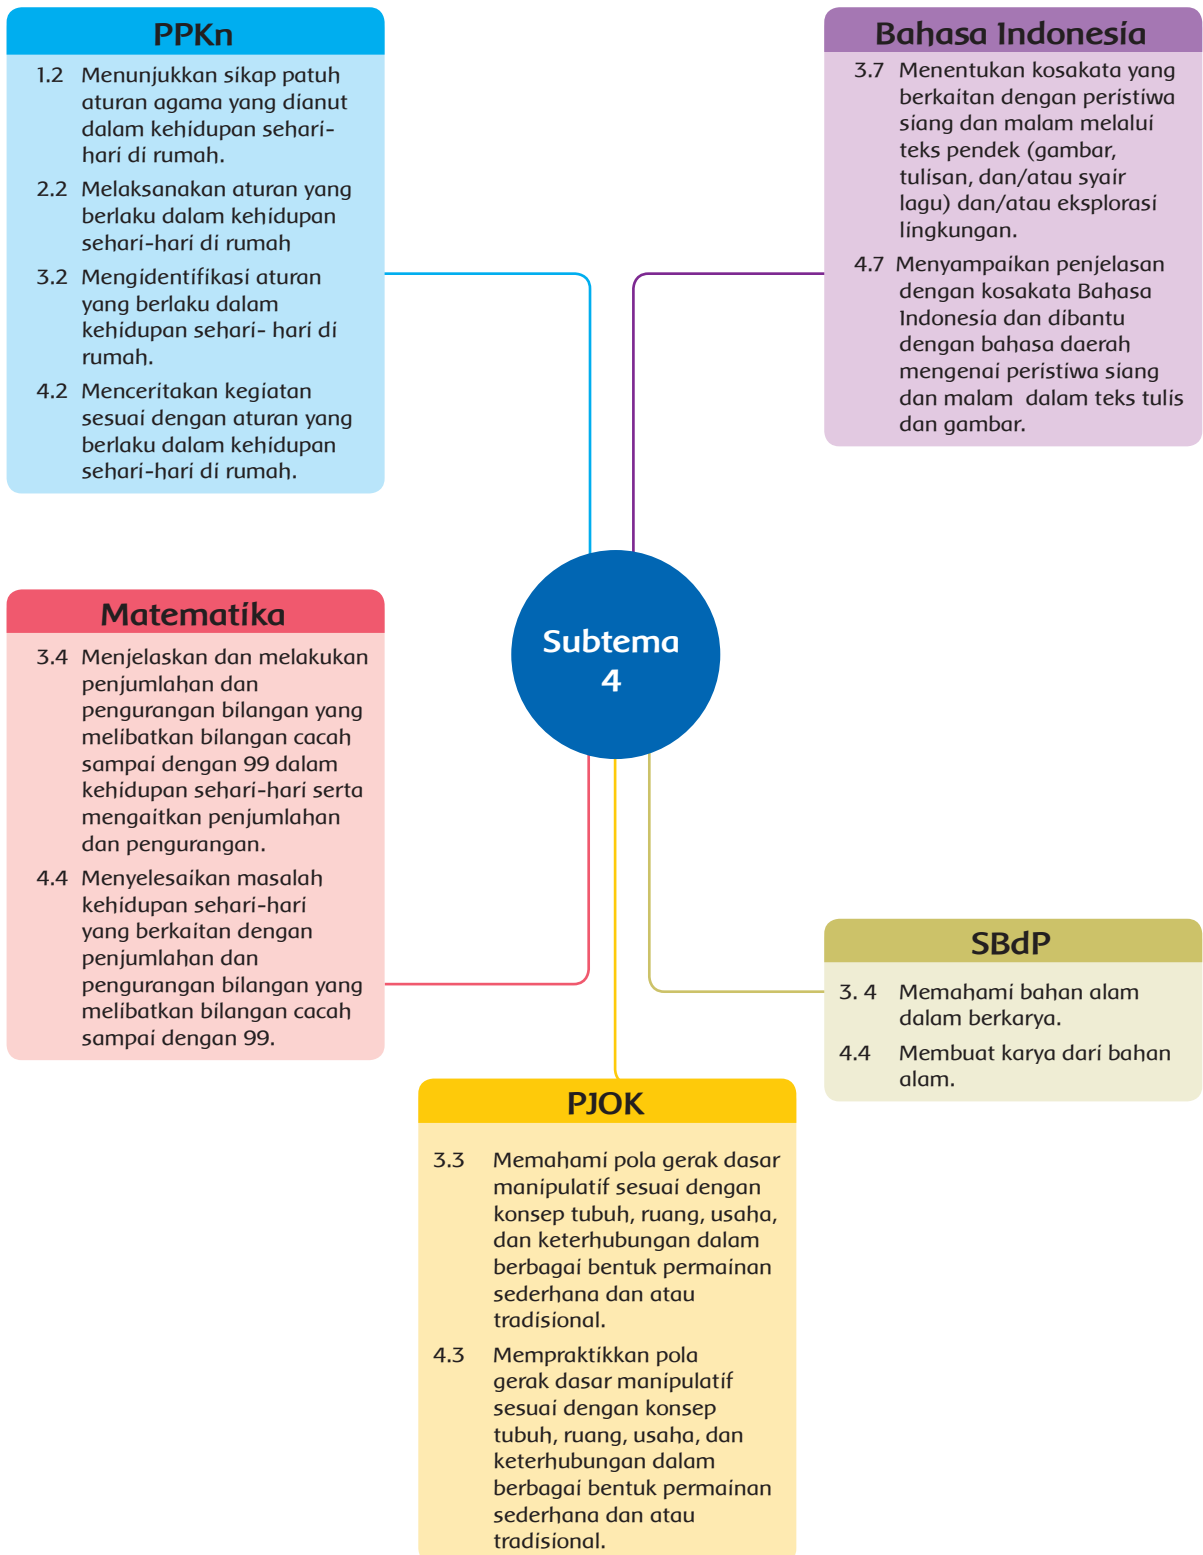 PPKn
1.2 Menunjukkan sikap patuh
aturan agama yang dianut
dalam kehidupan sehari-
hari di rumah.
2.2 Melaksanakan aturan yang
berlaku dalam kehidupan
sehari-hari di rumah
3.2 Mengidentifikasi aturan
yang berlaku dalam
kehidupan sehari- hari di
rumah.
4.2 Menceritakan kegiatan
sesuai dengan aturan yang
berlaku dalam kehidupan
sehari-hari di rumah.
Bahasa Indonesia
3.7 Menentukan kosakata yang
berkaitan dengan peristiwa
siang dan malam melalui
teks pendek (gambar,
tulisan, dan/atau syair
lagu) dan/atau eksplorasi
lingkungan.
4.7 Menyampaikan penjelasan
dengan kosakata Bahasa
Indonesia dan dibantu
dengan bahasa daerah
mengenai peristiwa siang
dan malam dalam teks tulis
dan gambar.
Subtema
4
Matematika
3.4 Menjelaskan dan melakukan
penjumlahan dan
pengurangan bilangan yang
melibatkan bilangan cacah
sampai dengan 99 dalam
kehidupan sehari-hari serta
mengaitkan penjumlahan
dan pengurangan.
4.4 Menyelesaikan masalah
kehidupan sehari-hari
yang berkaitan dengan
penjumlahan dan
pengurangan bilangan yang
melibatkan bilangan cacah
sampai dengan 99.
SBdP
3. 4 Memahami bahan alam
dalam berkarya.
4.4 Membuat karya dari bahan
alam.
PJOK
3.3 Memahami pola gerak dasar
manipulatif sesuai dengan
konsep tubuh, ruang, usaha,
dan keterhubungan dalam
berbagai bentuk permainan
sederhana dan atau
tradisional.
4.3 Mempraktikkan pola
gerak dasar manipulatif
sesuai dengan konsep
tubuh, ruang, usaha, dan
keterhubungan dalam
berbagai bentuk permainan
sederhana dan atau
tradisional.